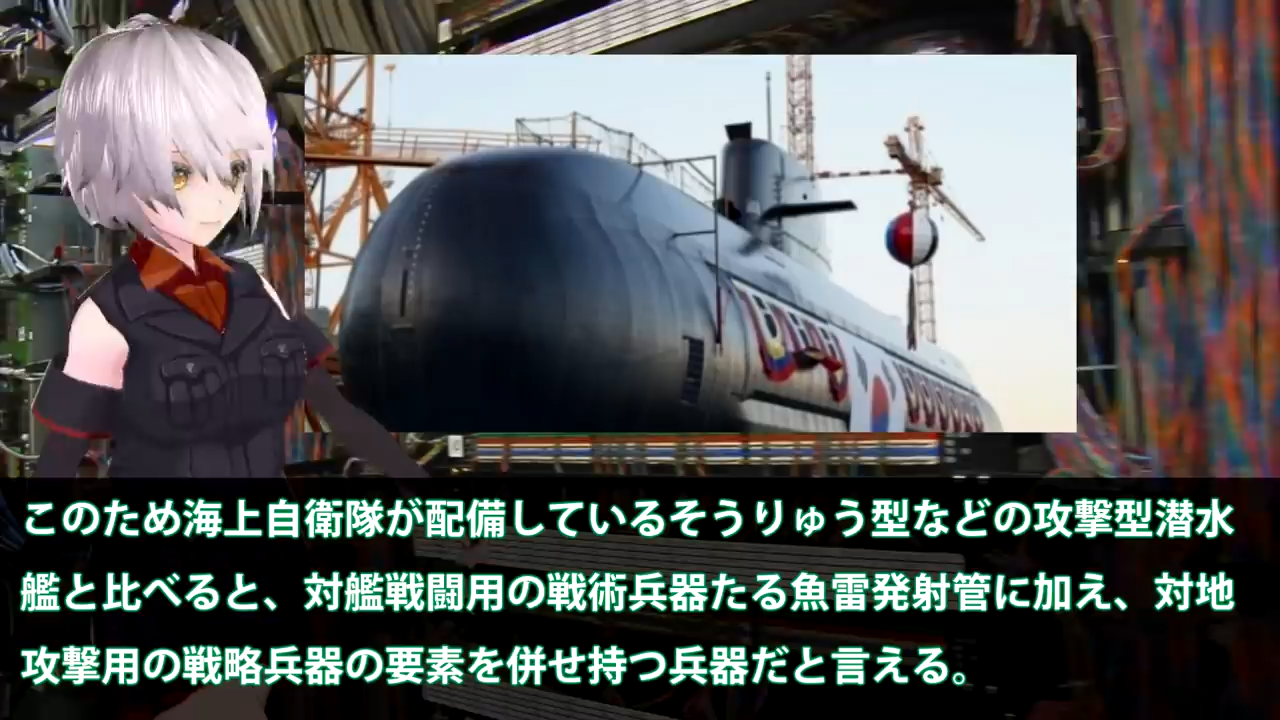 このため海上自衛隊が配備しているそうりゅう型などの攻撃型潜水
艦と比べると、対艦戦闘用の戦術兵器たる魚雷発射管に加え、対地
攻撃用の戦略兵器の要素を併せ持つ兵器だと言える。